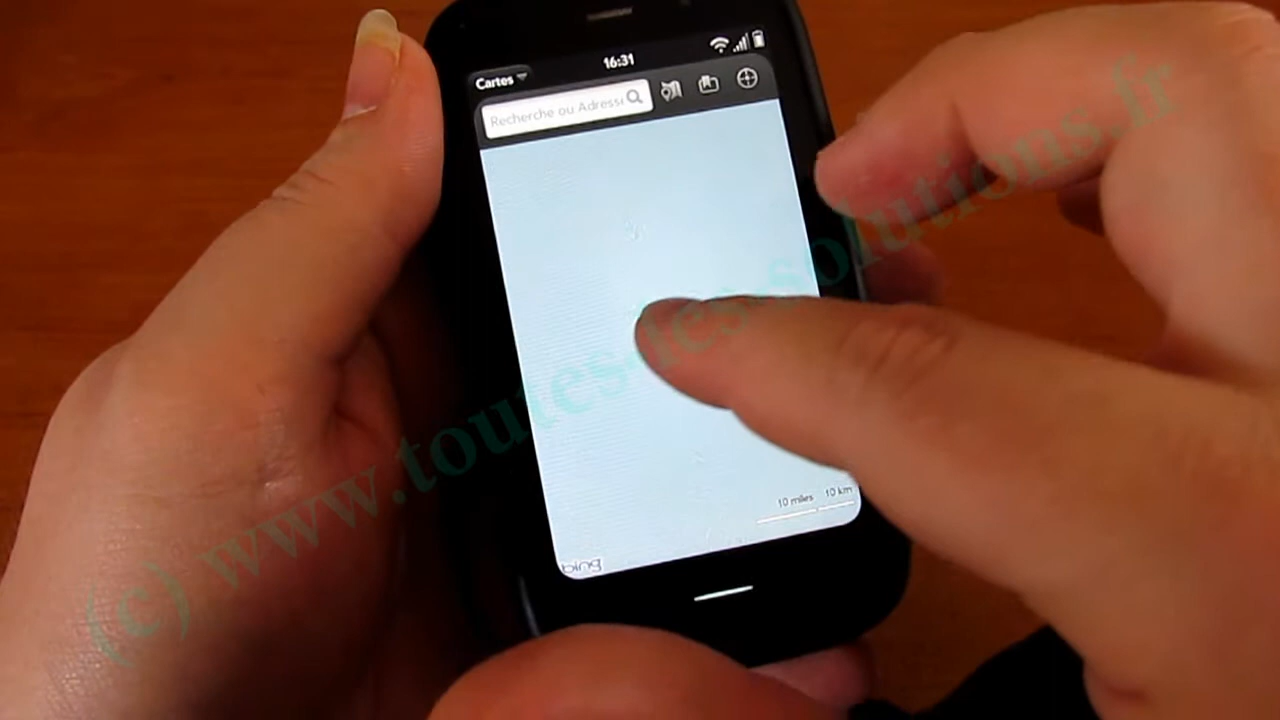 16:31
Cartes
Recherche ou Adress
10 miles 10 km
bing
(c) www.toutes-les-solutions.fr